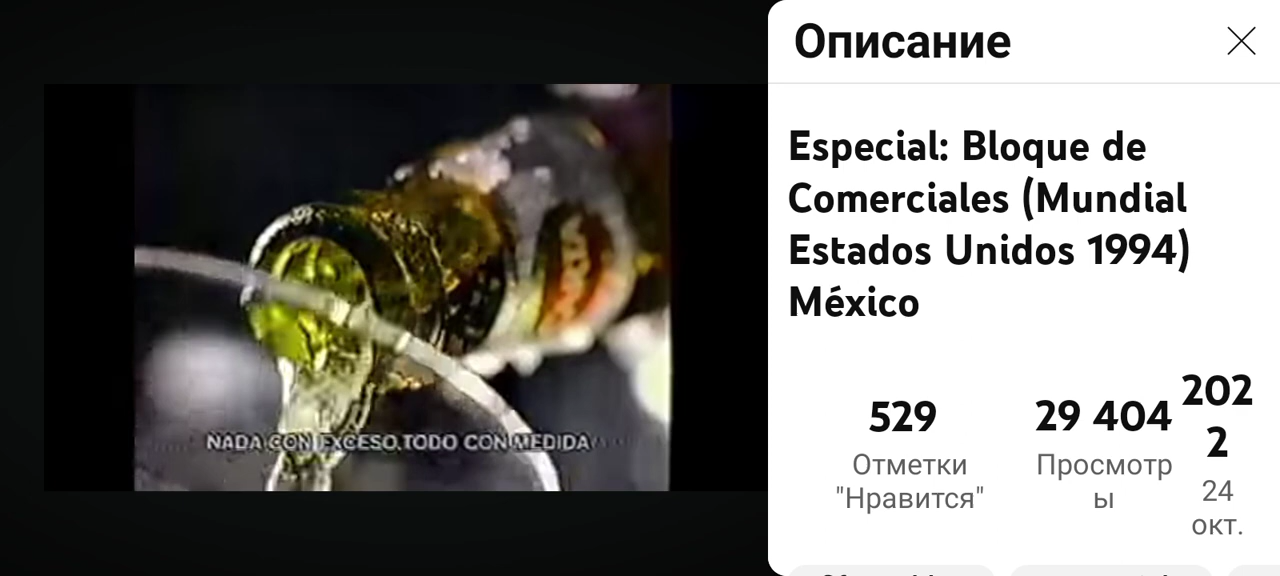 Описание
Especial: Bloque de
Comerciales (Mundial
Estados Unidos 1994)
México
529
Отметки
"Нравится"
29 404
Просмотр
ы
202
2
24
окт.
NADA CON EXCESO,TODO CON MEDIDA